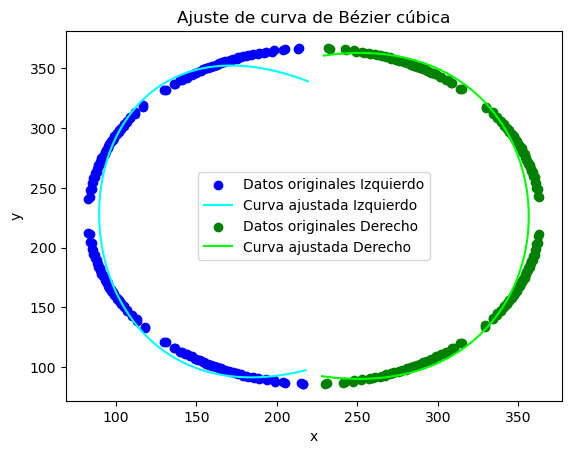 Ajuste de curva de Bézier cúbica
350
300
250
200
150
100
y
Datos originales Izquierdo
Curva ajustada Izquierdo
Datos originales Derecho
Curva ajustada Derecho
100 150 200 250 300 350
x